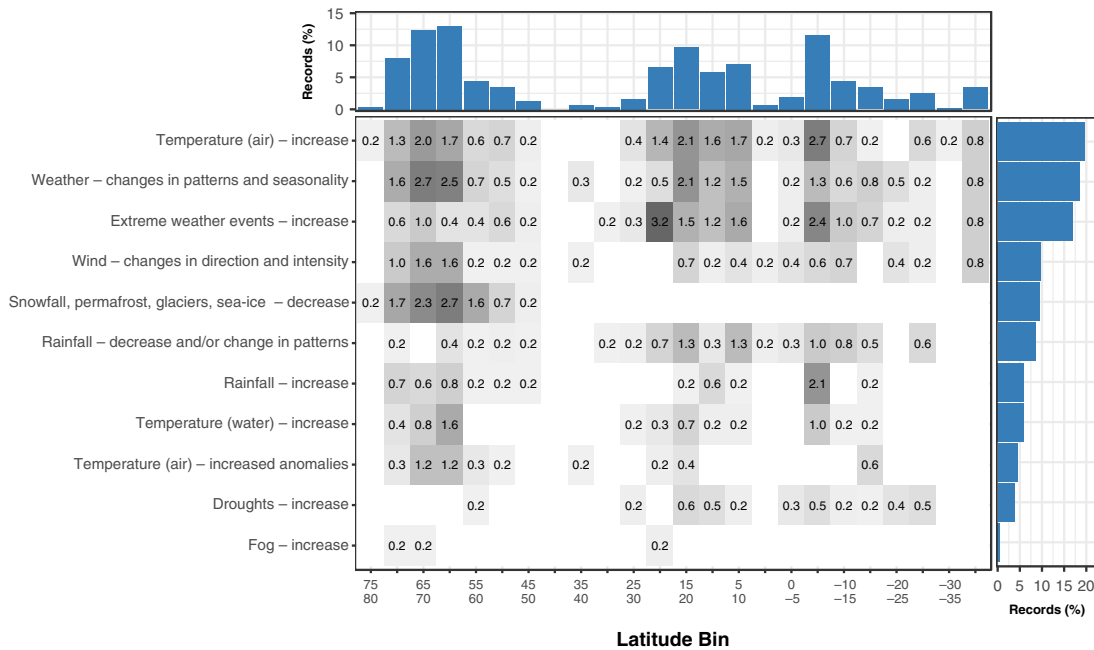 15
10
5
0
Records (%)
Temperature (air) – increase 0.2 1.3 2.0 1.7 0.6 0.7 0.2 0.4 1.4 2.1 1.6 1.7 0.2 0.3 2.7 0.7 0.2 0.6 0.2 0.8
Weather – changes in patterns and seasonality 1.6 2.7 2.5 0.7 0.5 0.2 0.3 0.2 0.5 2.1 1.2 1.5 0.2 1.3 0.6 0.8 0.5 0.2 0.8
Extreme weather events – increase 0.6 1.0 0.4 0.4 0.6 0.2 0.2 0.3 3.2 1.5 1.2 1.6 0.2 2.4 1.0 0.7 0.2 0.2 0.8
Wind – changes in direction and intensity 1.0 1.6 1.6 0.2 0.2 0.2 0.2 0.7 0.2 0.4 0.2 0.4 0.6 0.7 0.4 0.2 0.8
Snowfall, permafrost, glaciers, sea-ice – decrease 0.2 1.7 2.3 2.7 1.6 0.7 0.2
Rainfall – decrease and/or change in patterns 0.2 0.4 0.2 0.2 0.2 0.2 0.2 0.7 1.3 0.3 1.3 0.2 0.3 1.0 0.8 0.5 0.6
Rainfall – increase 0.7 0.6 0.8 0.2 0.2 0.2 0.2 0.6 0.2 2.1 0.2
Temperature (water) – increase 0.4 0.8 1.6 0.2 0.3 0.7 0.2 0.2 1.0 0.2 0.2
Temperature (air) – increased anomalies 0.3 1.2 1.2 0.3 0.2 0.2 0.2 0.4 0.6
Droughts – increase 0.2 0.2 0.6 0.5 0.2 0.3 0.5 0.2 0.2 0.4 0.5
Fog – increase 0.2 0.2 0.2
75 65 55 45 35 25 15 5 0 –10 –20 –30
80 70 60 50 40 30 20 10 –5 –15 –25 –35
0 5 10 15 20
Records (%)
Latitude Bin